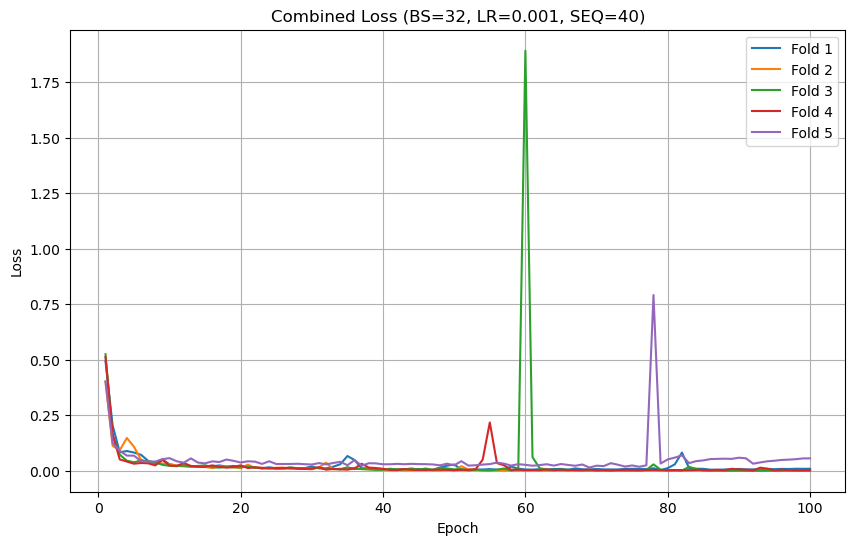 Combined Loss (BS=32, LR=0.001, SEQ=40)
Fold 1
Fold 2
Fold 3
Fold 4
Fold 5
1.75
1.50
1.25
1.00
0.75
0.50
0.25
0.00
Loss
0 20 40 60 80 100
Epoch